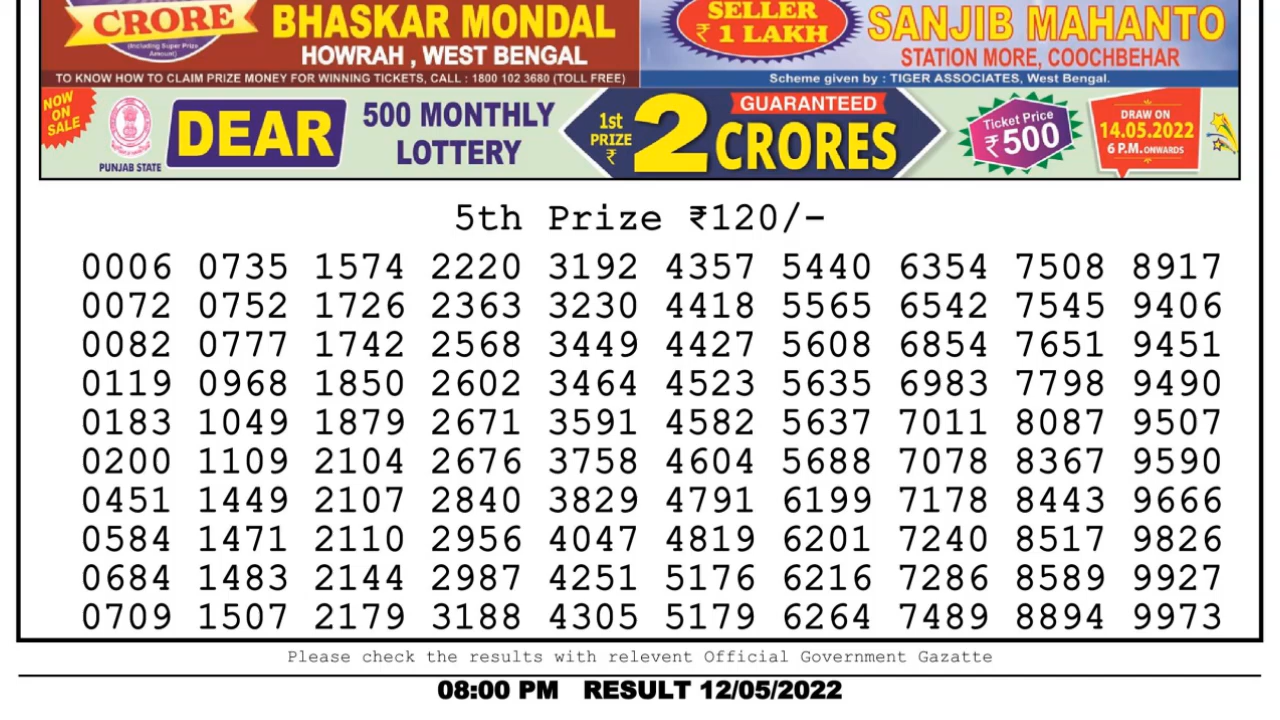 CRORE
(Including Super Prize
Amount)
BHASKAR MONDAL
HOWRAH , WEST BENGAL
TO KNOW HOW TO CLAIM PRIZE MONEY FOR WINNING TICKETS, CALL : 1800 102 3680 (TOLL FREE)
SELLER
₹ 1 LAKH
SANJIB MAHANTO
STATION MORE, COOCHBEHAR
Scheme given by : TIGER ASSOCIATES, West Bengal.
NOW
ON
SALE
PUNJAB STATE
DEAR
500 MONTHLY
LOTTERY
1st
PRIZE
₹
2
GUARANTEED
CRORES
Ticket Price
₹500
DRAW ON
14.05.2022
6 P.M. ONWARDS
5th Prize ₹120/-
0006 0735 1574 2220 3192 4357 5440 6354 7508 8917
0072 0752 1726 2363 3230 4418 5565 6542 7545 9406
0082 0777 1742 2568 3449 4427 5608 6854 7651 9451
0119 0968 1850 2602 3464 4523 5635 6983 7798 9490
0183 1049 1879 2671 3591 4582 5637 7011 8087 9507
0200 1109 2104 2676 3758 4604 5688 7078 8367 9590
0451 1449 2107 2840 3829 4791 6199 7178 8443 9666
0584 1471 2110 2956 4047 4819 6201 7240 8517 9826
0684 1483 2144 2987 4251 5176 6216 7286 8589 9927
0709 1507 2179 3188 4305 5179 6264 7489 8894 9973
Please check the results with relevent Official Government Gazatte
08:00 PM RESULT 12/05/2022